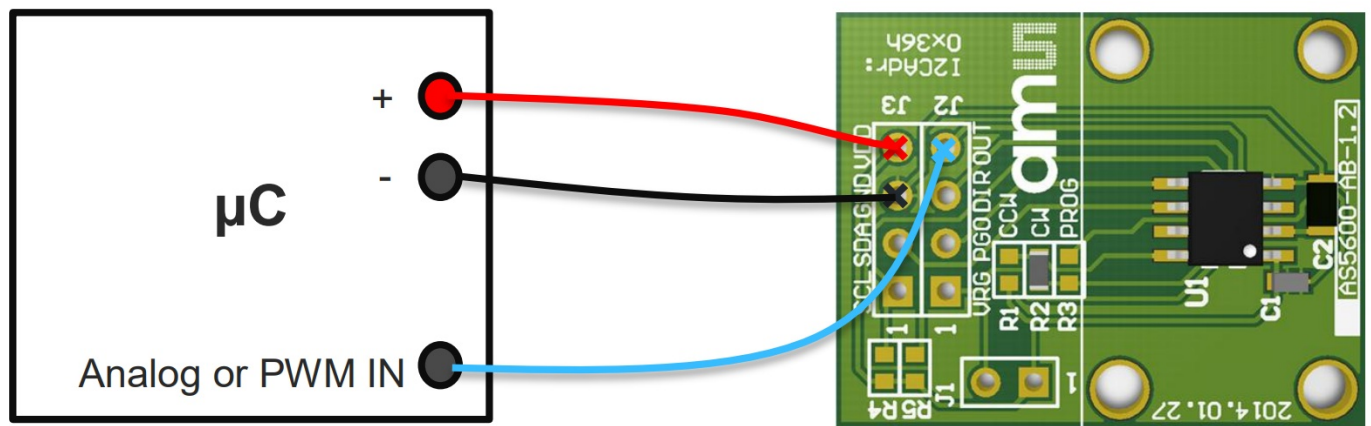 +
-
µC
Analog or PWM IN
I2CAdr:
0x36h
J3 J2
SCL SDA GND VDD
VRG PGO DIR OUT
1 1
am
CCW
CW
PROG
R1
R2
R3
R5 R4
J1
1
U1
C1
C2
AS5600-AB-1.2
2014.01.27